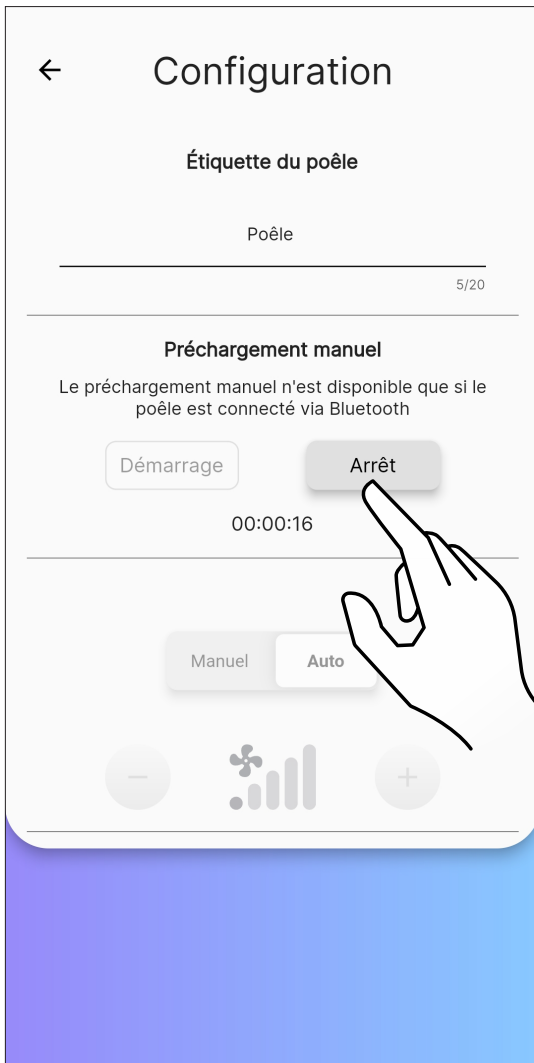 Configuration
Étiquette du poêle
Poêle
5/20
Préchargement manuel
Le préchargement manuel n'est disponible que si le
poêle est connecté via Bluetooth
Démarrage Arrêt
00:00:16
Manuel Auto